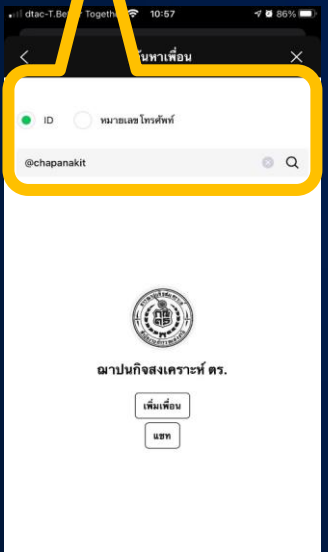 dtac-T.Be Togeth 10:57 86%
ค้นหาเพื่อน
ID หมายเลขโทรศัพท์
@chapanakit
ฌาปนกิจสงเคราะห์ ตร.
เพิ่มเพื่อน
แชท